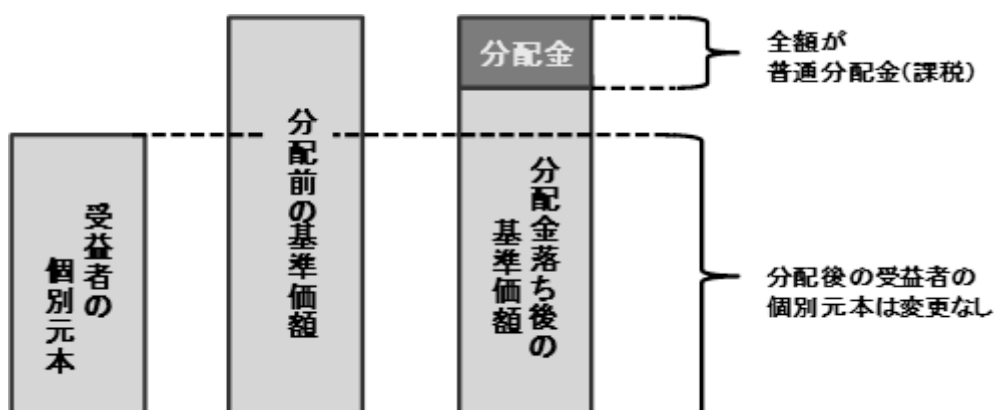 受益者の
個別元本
分配前の基準価額
分配金
分配金落ち後の
基準価額
全額が
普通分配金(課税)
分配後の受益者の
個別元本は変更なし